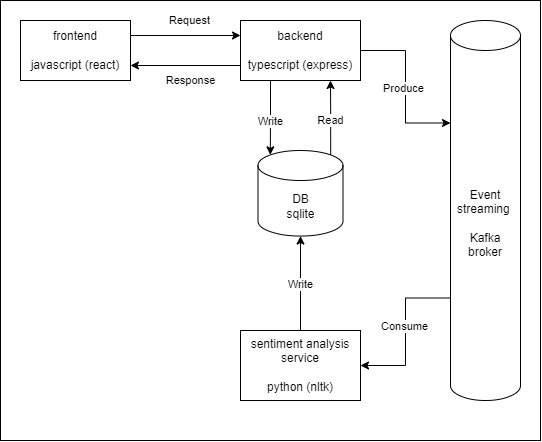 frontend
javascript (react)
Request
Response
backend
typescript (express)
Produce
Write
Read
DB
sqlite
Event
streaming
Kafka
broker
Write
Consume
sentiment analysis
service
python (nltk)